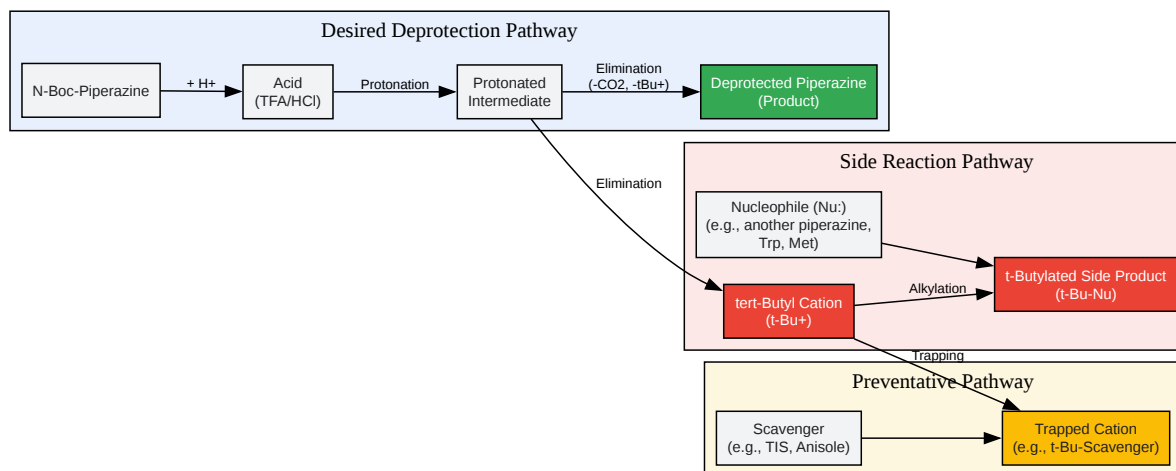 Desired Deprotection Pathway
N-Boc-Piperazine
+ H+
Acid
(TFA/HCl)
Protonation
Protonated
Intermediate
Elimination
(-CO2, -tBu+)
Deprotected Piperazine
(Product)
Elimination
Side Reaction Pathway
Nucleophile (Nu:)
(e.g., another piperazine,
Trp, Met)
tert-Butyl Cation
(t-Bu+)
Alkylation
t-Butylated Side Product
(t-Bu-Nu)
Trapping
Preventative Pathway
Scavenger
(e.g., TIS, Anisole)
Trapped Cation
(e.g., t-Bu-Scavenger)